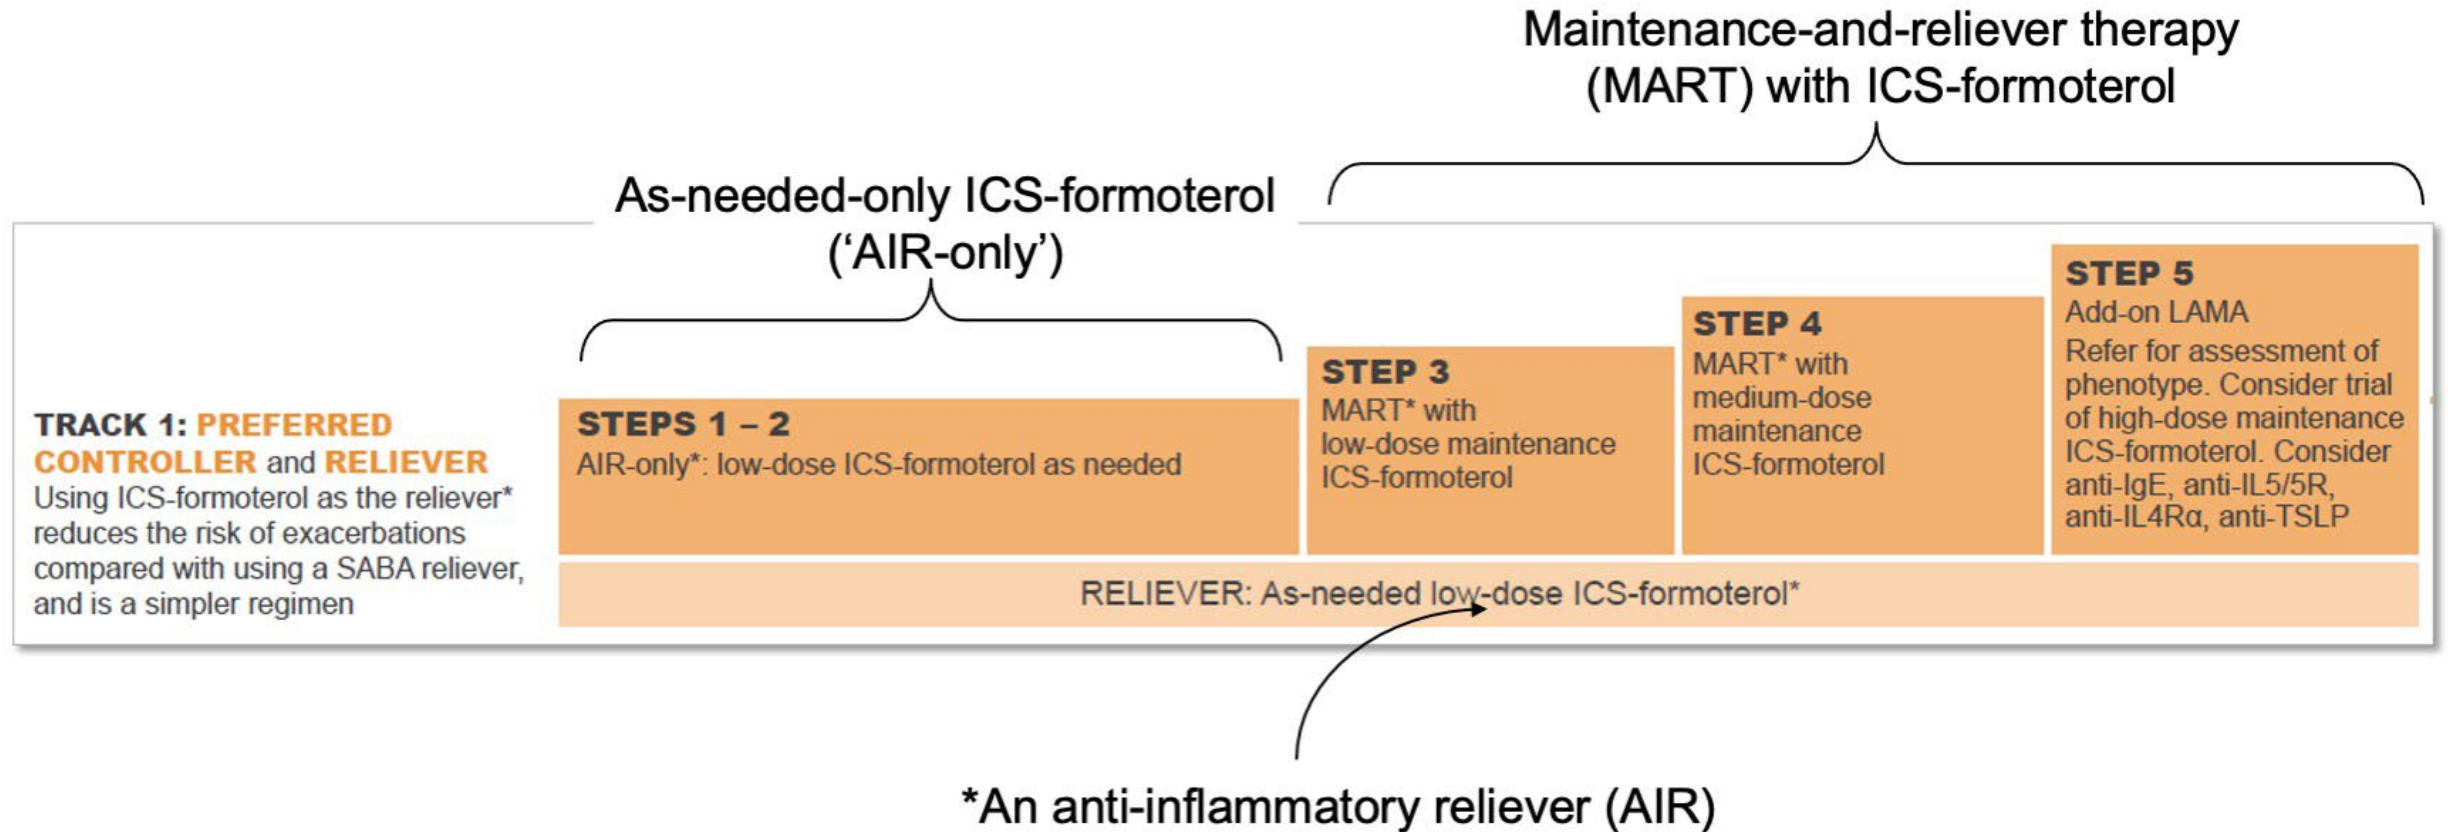 Maintenance-and-reliever therapy
(MART) with ICS-formoterol
As-needed-only ICS-formoterol
(‘AIR-only’)
TRACK 1: PREFERRED
CONTROLLER and RELIEVER
Using ICS-formoterol as the reliever*
reduces the risk of exacerbations
compared with using a SABA reliever,
and is a simpler regimen
STEPS 1 – 2
AIR-only*: low-dose ICS-formoterol as needed
STEP 3
MART* with
low-dose maintenance
ICS-formoterol
STEP 4
MART* with
medium-dose
maintenance
ICS-formoterol
STEP 5
Add-on LAMA
Refer for assessment of
phenotype. Consider trial
of high-dose maintenance
ICS-formoterol. Consider
anti-IgE, anti-IL5/5R,
anti-IL4Rα, anti-TSLP
RELIEVER: As-needed low-dose ICS-formoterol*
*An anti-inflammatory reliever (AIR)